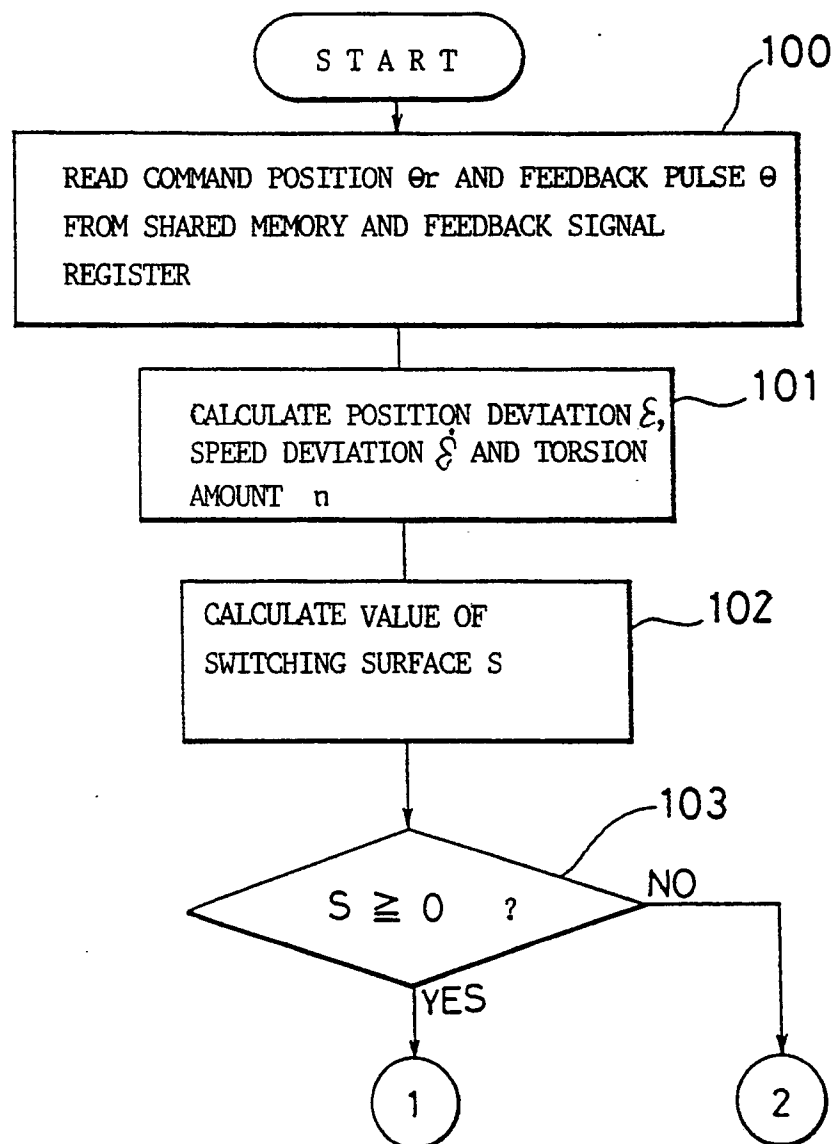 START
100
READ COMMAND POSITION θr AND FEEDBACK PULSE θ
FROM SHARED MEMORY AND FEEDBACK SIGNAL
REGISTER
101
CALCULATE POSITION DEVIATION ε,
SPEED DEVIATION ε̇ AND TORSION
AMOUNT n
102
CALCULATE VALUE OF
SWITCHING SURFACE S
103
S ≧ 0 ?
NO
YES
1
2